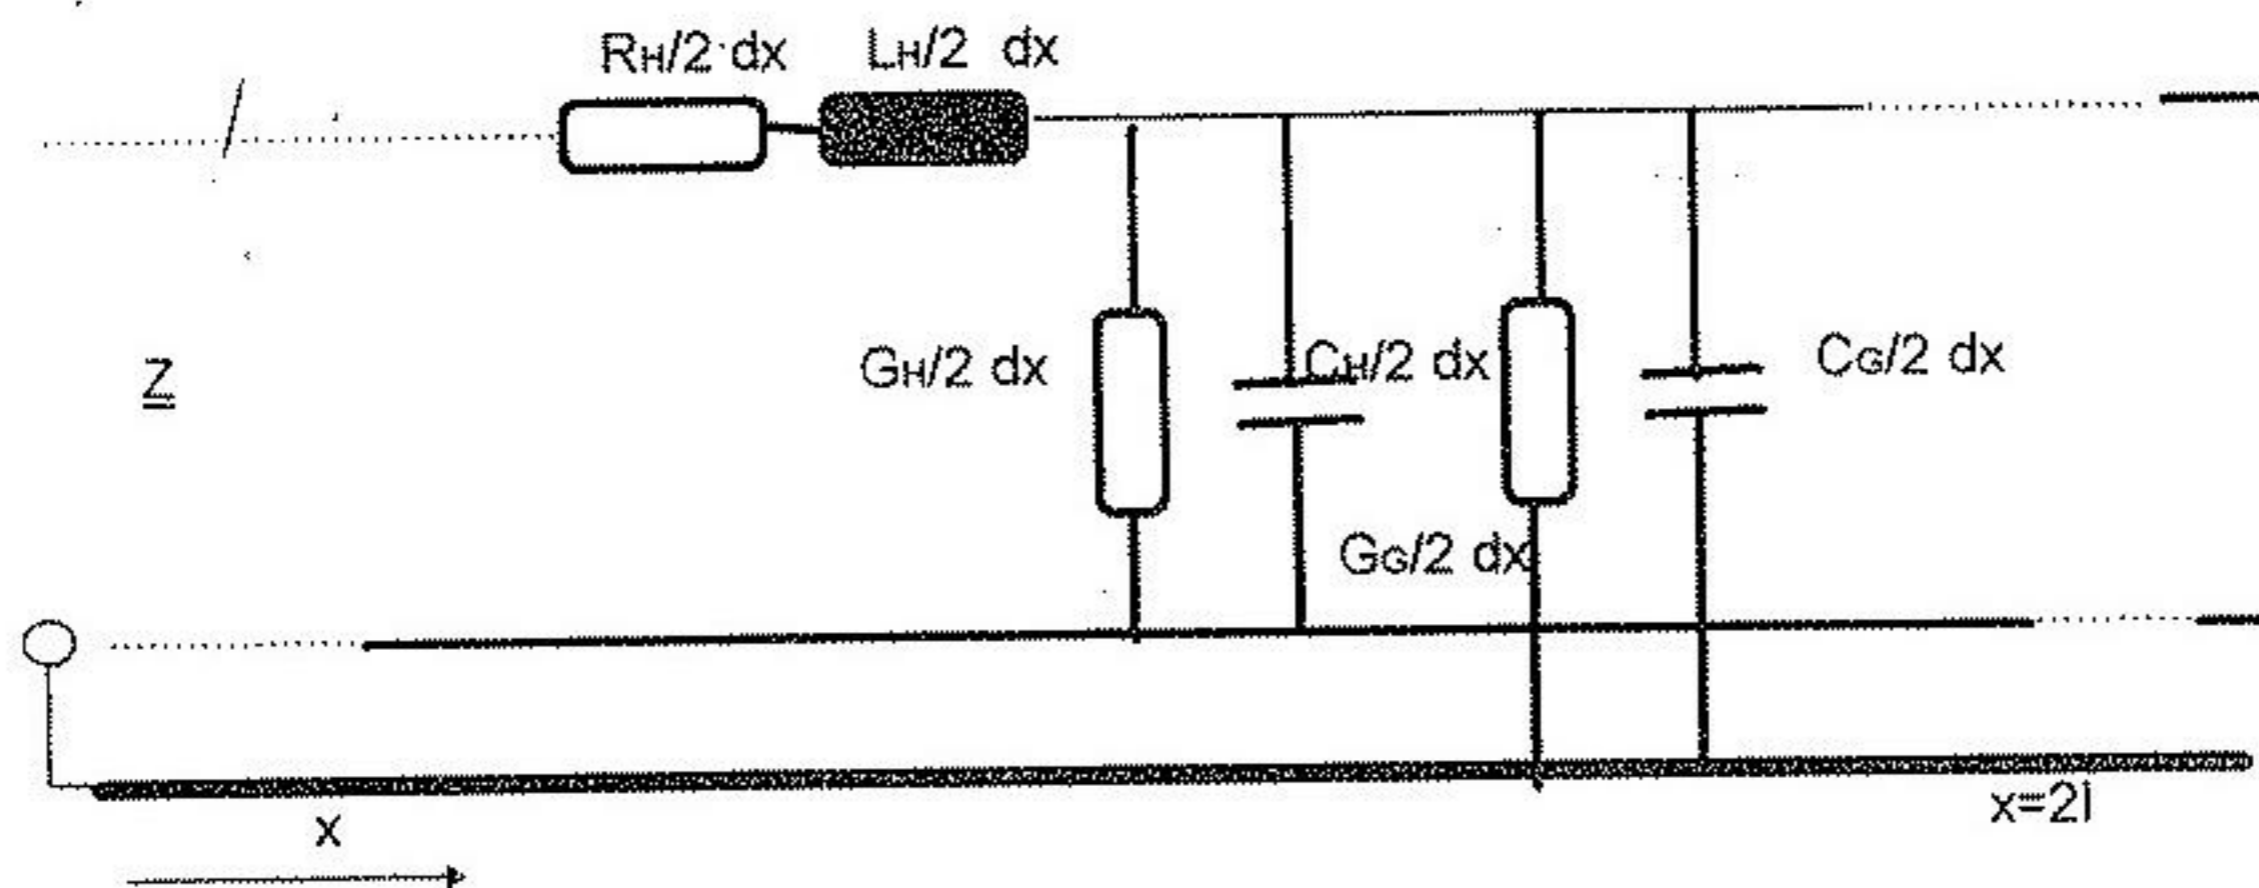 RH/2 dx
LH/2 dx
Z
GH/2 dx
CH/2 dx
CG/2 dx
GG/2 dx
x
x=2l